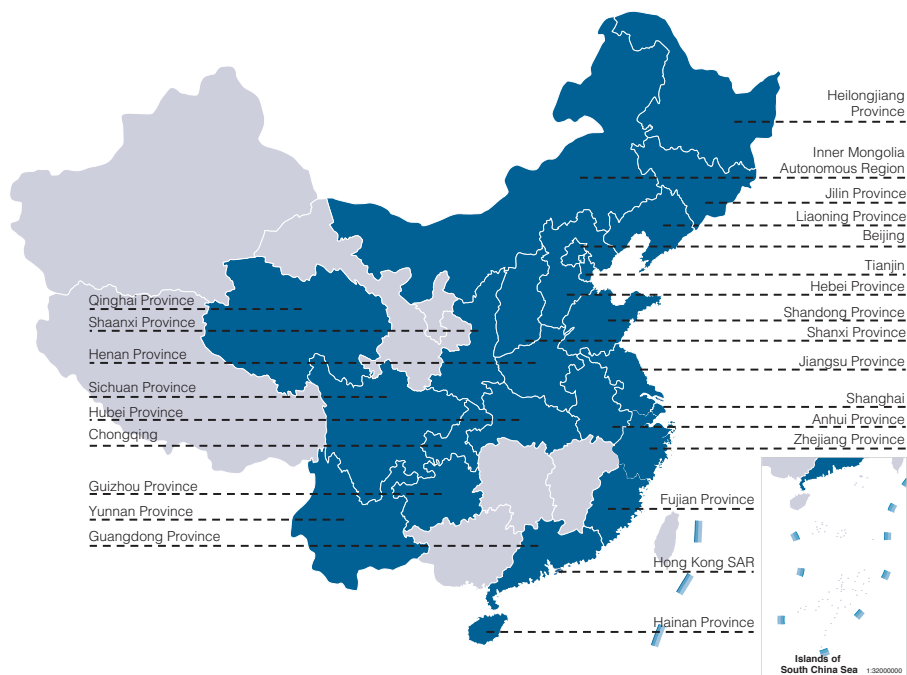 Heilongjiang
Province
Inner Mongolia
Autonomous Region
Jilin Province
Liaoning Province
Beijing
Tianjin
Hebei Province
Shandong Province
Shanxi Province
Jiangsu Province
Shanghai
Anhui Province
Zhejiang Province
Qinghai Province
Shaanxi Province
Henan Province
Sichuan Province
Hubei Province
Chongqing
Guizhou Province
Yunnan Province
Guangdong Province
Fujian Province
Hong Kong SAR
Hainan Province
Islands of
South China Sea 1:32000000